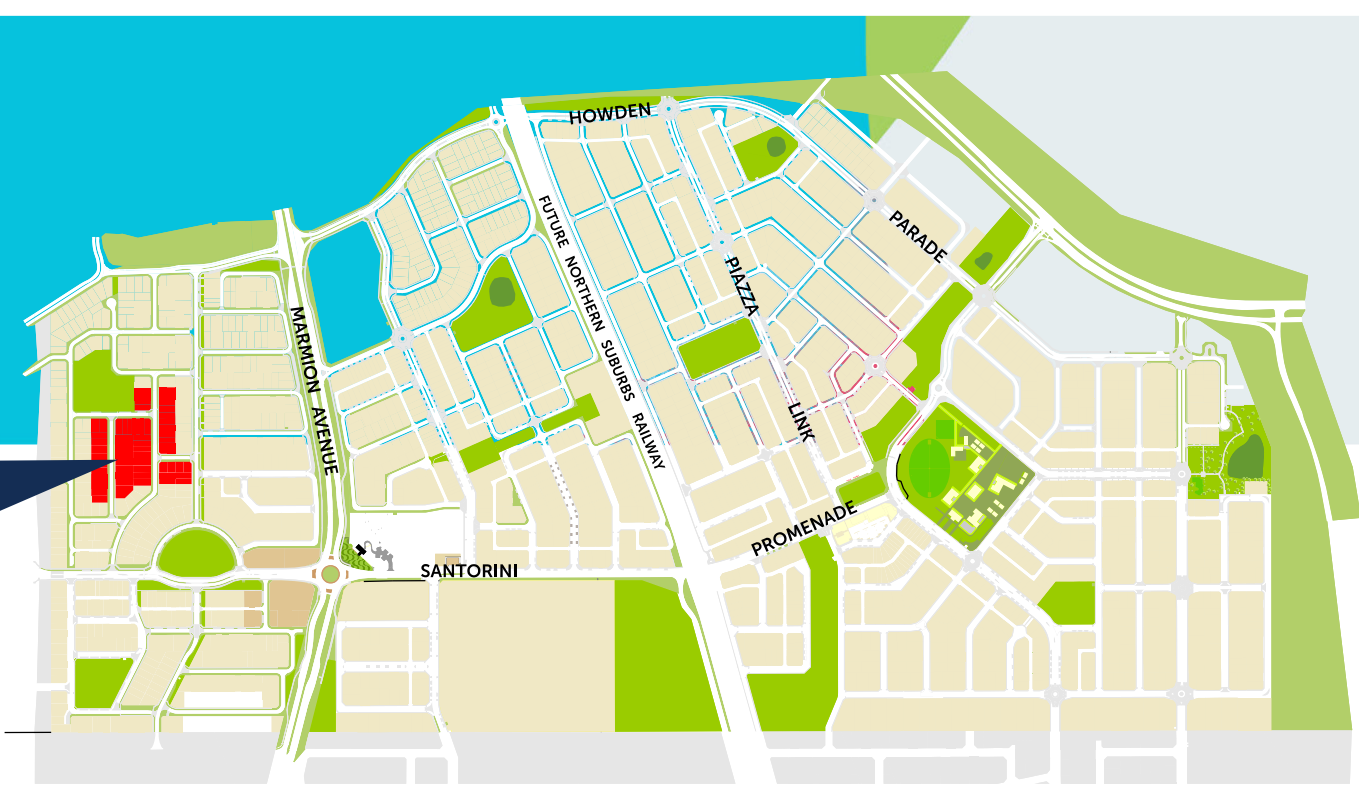 HOWDEN
PARADE
FUTURE NORTHERN SUBURBS RAILWAY
PIAZZA
LINK
MARMION AVENUE
PROMENADE
SANTORINI